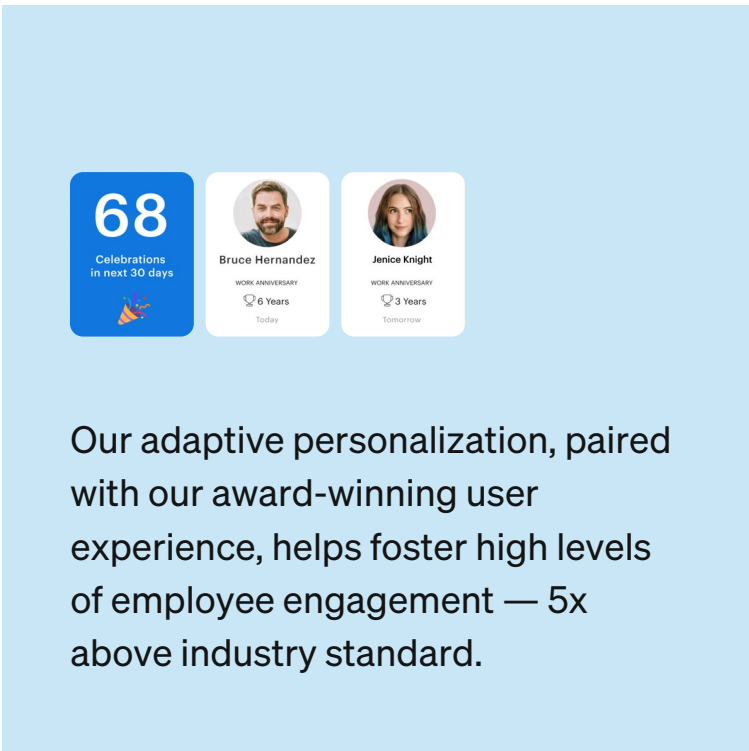 68
Celebrations
in next 30 days
Bruce Hernandez
WORK ANNIVERSARY
6 Years
Today
Jenice Knight
WORK ANNIVERSARY
3 Years
Tomorrow
Our adaptive personalization, paired
with our award-winning user
experience, helps foster high levels
of employee engagement — 5x
above industry standard.